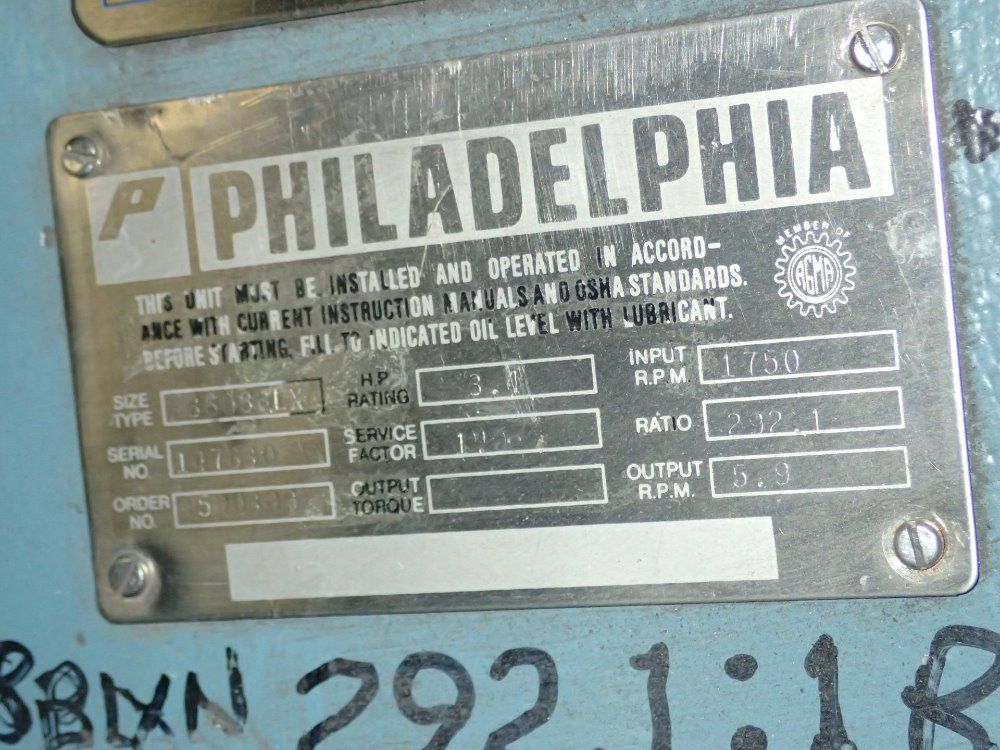 P PHILADELPHIA
MEMBER OF
AGMA
THIS UNIT MUST BE INSTALLED AND OPERATED IN ACCORD-
ANCE WITH CURRENT INSTRUCTION MANUALS AND OSHA STANDARDS.
BEFORE STARTING, FILL TO INDICATED OIL LEVEL WITH LUBRICANT.
SIZE TYPE
H.P. RATING
INPUT R.P.M. 1750
SERIAL NO
SERVICE FACTOR
RATIO 292.1
ORDER NO.
OUTPUT TORQUE
OUTPUT R.P.M. 5.9
292.1:1 R